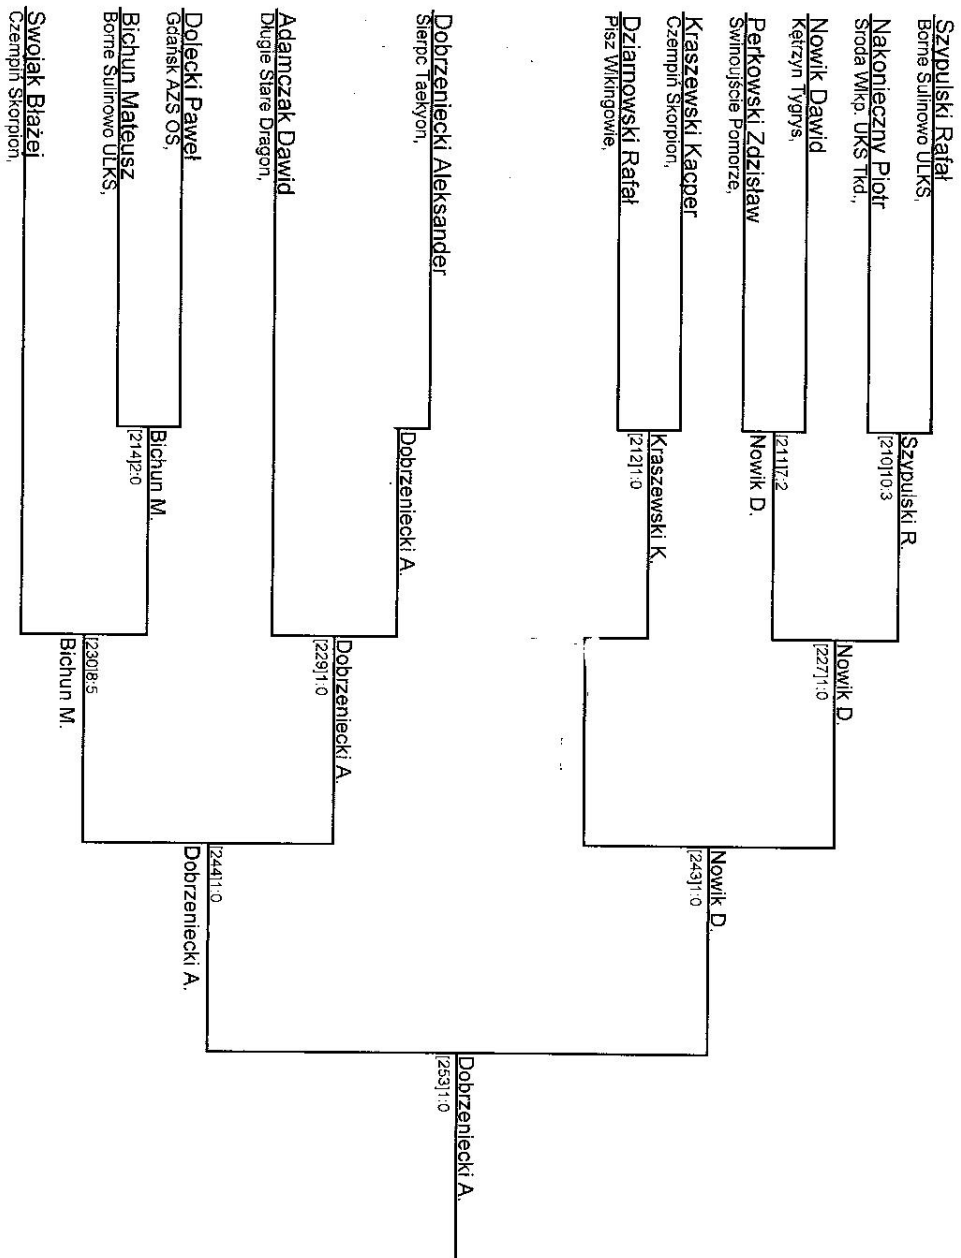 Szypulski Rafał
Borne Sulinowo ULKS,
Nakonieczny Piotr
Środa Wlkp. UKS Tkd.,
Nowik Dawid
Kętrzyn Tygrys,
Perkowski Zdzisław
Świnoujście Pomorze,
Kraszewski Kacper
Czempiń Skorpion,
Dziarnowski Rafał
Pisz Wikingowie,
Dobrzeniecki Aleksander
Sierpc Taekyon,
Adamczak Dawid
Długie Stare Dragon,
Dolecki Paweł
Gdańsk AZS OŚ,
Bichun Mateusz
Borne Sulinowo ULKS,
Swojak Błażej
Czempiń Skorpion,
Szypulski R.
[210]10:3
[211]7:2
Nowik D.
Kraszewski K.
[212]1:0
Dobrzeniecki A.
Bichun M.
[214]2:0
Nowik D.
[227]1:0
Dobrzeniecki A.
[229]1:0
[230]8:5
Bichun M.
Nowik D.
[243]1:0
[244]1:0
Dobrzeniecki A.
Dobrzeniecki A.
[253]1:0